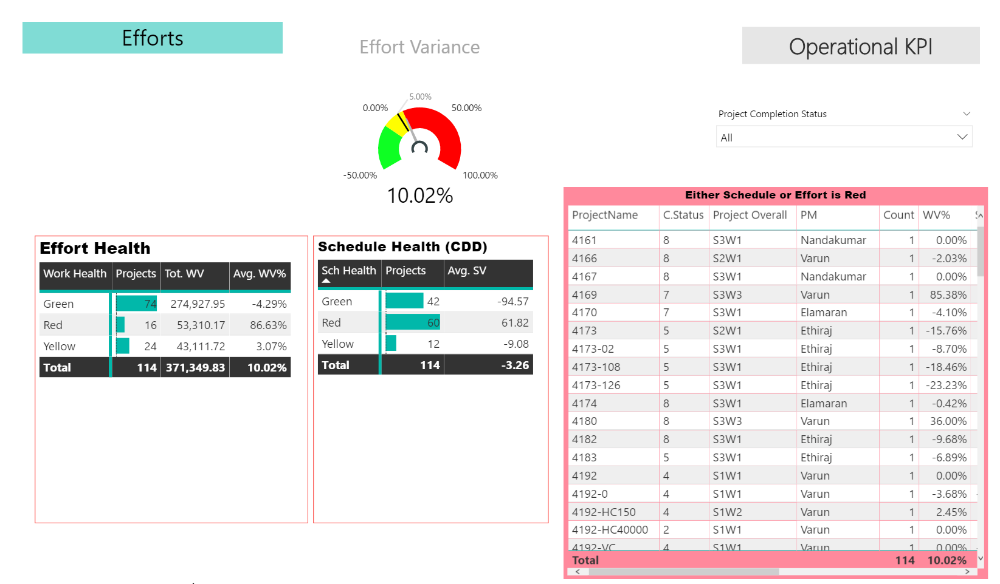 Efforts
Effort Variance
Operational KPI
5.00%
0.00%
50.00%
-50.00%
100.00%
10.02%
Project Completion Status
All
Effort Health
Work Health Projects Tot. WV Avg. WV%
Green 74 274,927.95 -4.29%
Red 16 53,310.17 86.63%
Yellow 24 43,111.72 3.07%
Total 114 371,349.83 10.02%
Schedule Health (CDD)
Sch Health Projects Avg. SV
Green 42 -94.57
Red 60 61.82
Yellow 12 -9.08
Total 114 -3.26
Either Schedule or Effort is Red
ProjectName C.Status Project Overall PM Count WV%
4161 8 S3W1 Nandakumar 1 0.00%
4166 8 S2W1 Varun 1 -2.03%
4167 8 S3W1 Nandakumar 1 0.00%
4169 7 S3W3 Varun 1 85.38%
4170 7 S3W1 Elamaran 1 -4.10%
4173 5 S2W1 Ethiraj 1 -15.76%
4173-02 5 S3W1 Ethiraj 1 -8.70%
4173-108 5 S3W1 Ethiraj 1 -18.46%
4173-126 5 S3W1 Ethiraj 1 -23.23%
4174 8 S3W1 Elamaran 1 -0.42%
4180 8 S3W3 Varun 1 36.00%
4182 8 S3W1 Ethiraj 1 -9.68%
4183 5 S3W1 Ethiraj 1 -6.89%
4192 4 S1W1 Varun 1 0.00%
4192-0 4 S1W1 Varun 1 -3.68%
4192-HC150 4 S1W2 Varun 1 2.45%
4192-HC40000 2 S1W1 Varun 1 0.00%
4192-VC 4 S1W1 Varun 1 0.00%
Total 114 10.02%